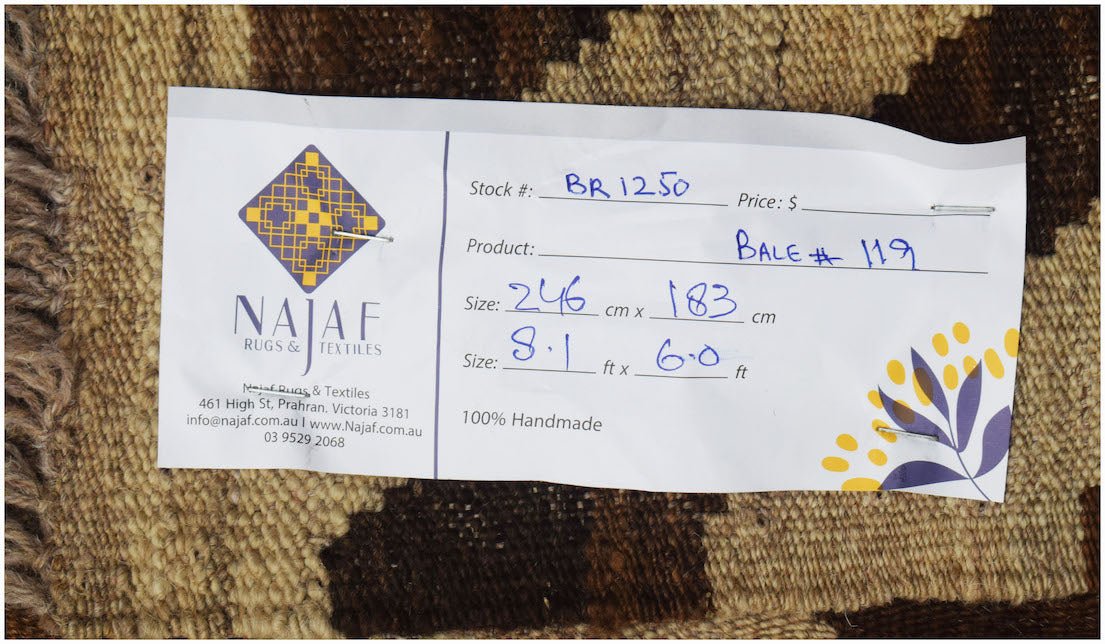 NAJAF
RUGS & TEXTILES
Najaf Rugs & Textiles
461 High St, Prahran. Victoria 3181
info@najaf.com.au | www.Najaf.com.au
03 9529 2068
Stock #: BR 1250 Price: $
Product: BALE # 119
Size: 246 cm x 183 cm
Size: 8.1 ft x 6.0 ft
100% Handmade